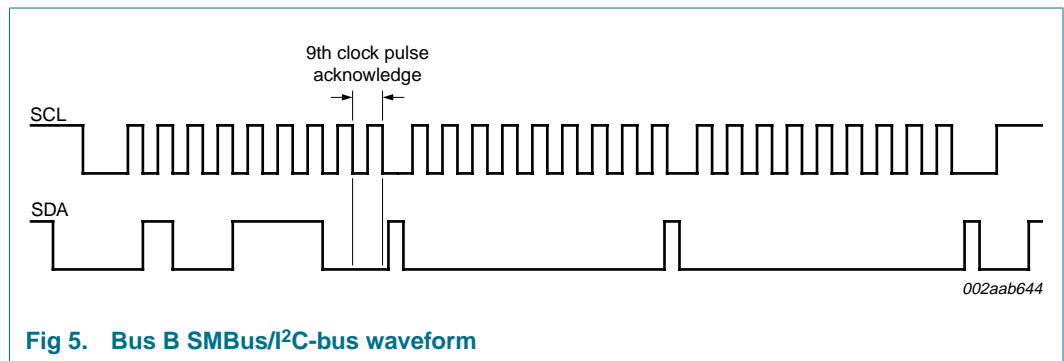 9th clock pulse
acknowledge
SCL
SDA
002aab644
Fig 5. Bus B SMBus/I²C-bus waveform